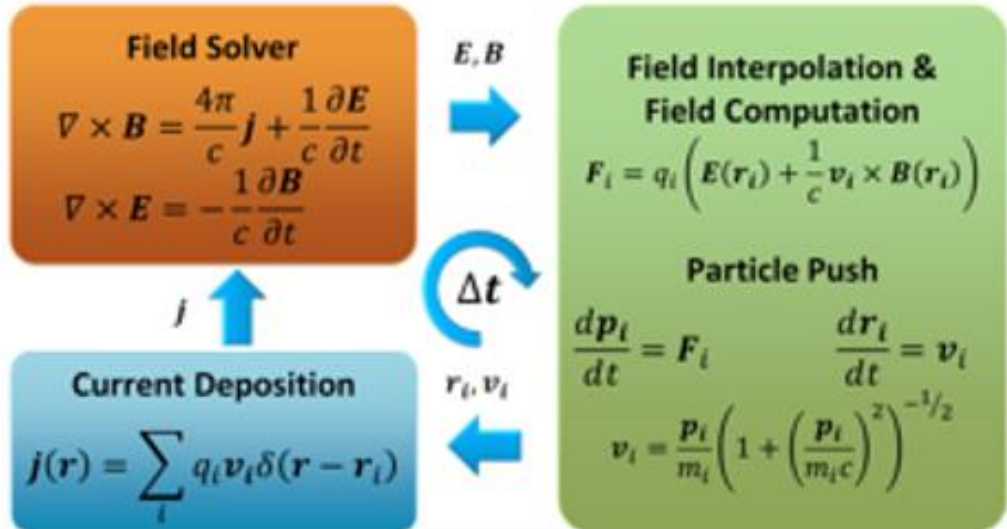 Field Solver
∇ × B = 4π/c j + 1/c ∂E/∂t
∇ × E = − 1/c ∂B/∂t
E, B
Field Interpolation &
Field Computation
F_i = q_i (E(r_i) + 1/c v_i × B(r_i))
Particle Push
dp_i/dt = F_i
dr_i/dt = v_i
v_i = p_i/m_i (1 + (p_i/m_i c)^2)^(−1/2)
Δt
j
r_i, v_i
Current Deposition
j(r) = ∑_i q_i v_i δ(r − r_i)